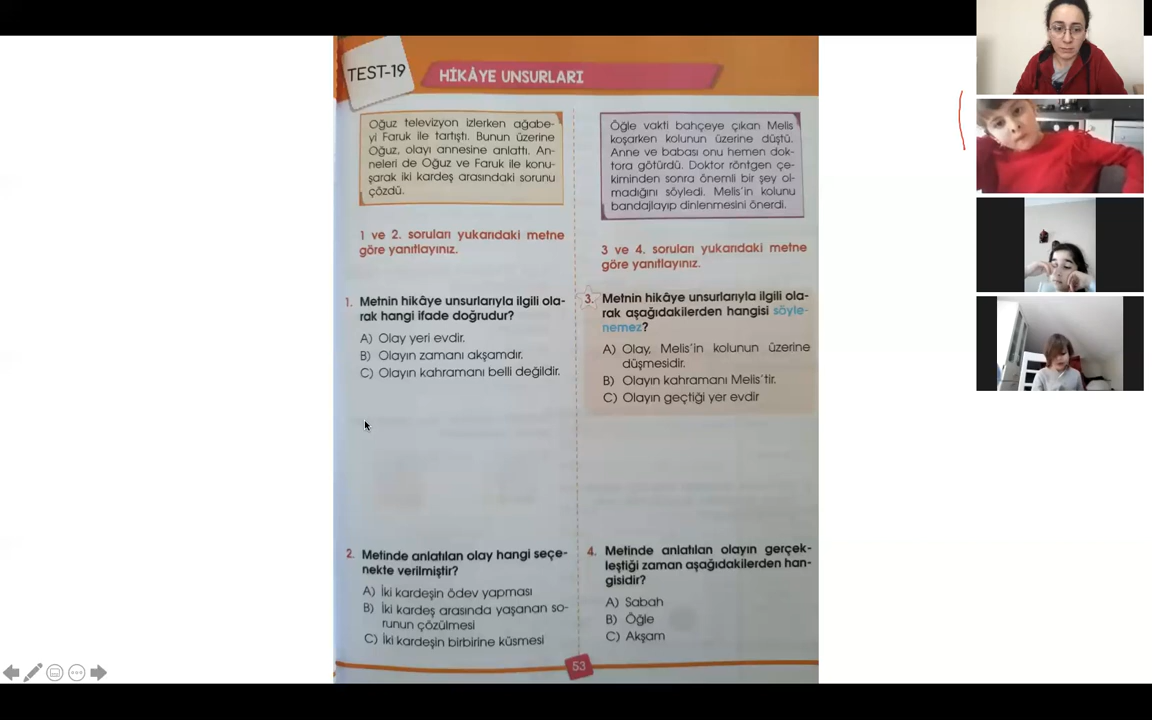 TEST-19
HİKÂYE UNSURLARI
Oğuz televizyon izlerken ağabe-
yi Faruk ile tartıştı. Bunun üzerine
Oğuz, olayı annesine anlattı. An-
neleri de Oğuz ve Faruk ile konu-
şarak iki kardeş arasındaki sorunu
çözdü.
1 ve 2. soruları yukarıdaki metne
göre yanıtlayınız.
1. Metnin hikâye unsurlarıyla ilgili ola-
rak hangi ifade doğrudur?
A) Olay yeri evdir.
B) Olayın zamanı akşamdır.
C) Olayın kahramanı belli değildir.
2. Metinde anlatılan olay hangi seçe-
nekte verilmiştir?
A) İki kardeşin ödev yapması
B) İki kardeş arasında yaşanan so-
runun çözülmesi
C) İki kardeşin birbirine küsmesi
Öğle vakti bahçeye çıkan Melis
koşarken kolunun üzerine düştü.
Anne ve babası onu hemen dok-
tora götürdü. Doktor röntgen çe-
kiminden sonra önemli bir şey ol-
madığını söyledi. Melis'in kolunu
bandajlayıp dinlenmesini önerdi.
3 ve 4. soruları yukarıdaki metne
göre yanıtlayınız.
3. Metnin hikâye unsurlarıyla ilgili ola-
rak aşağıdakilerden hangisi söyle-
nemez?
A) Olay, Melis'in kolunun üzerine
düşmesidir.
B) Olayın kahramanı Melis'tir.
C) Olayın geçtiği yer evdir
4. Metinde anlatılan olayın gerçek-
leştiği zaman aşağıdakilerden han-
gisidir?
A) Sabah
B) Öğle
C) Akşam
53